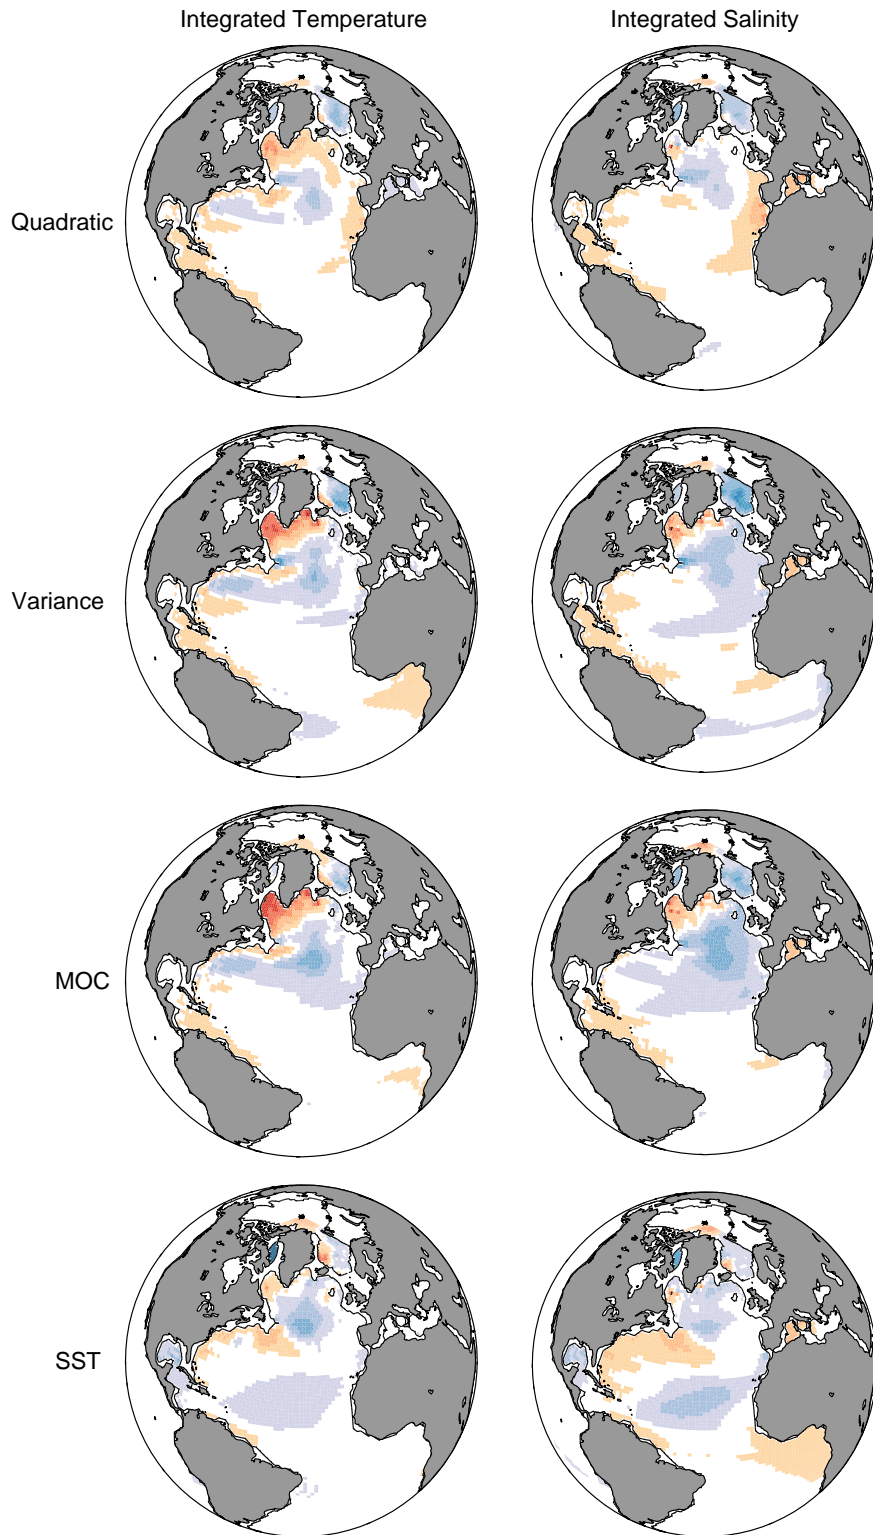 Integrated Temperature
Integrated Salinity
Quadratic
Variance
MOC
SST